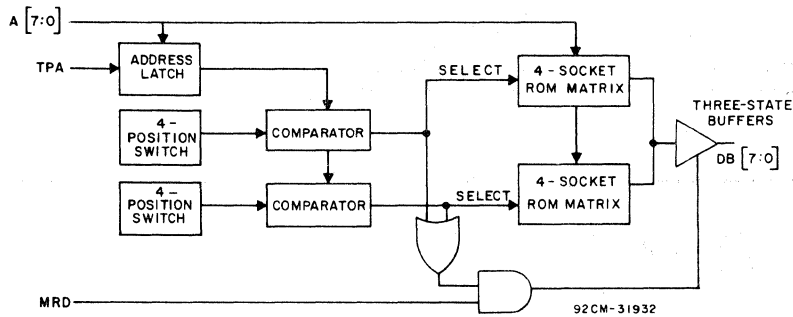 A [7:0]
TPA
ADDRESS
LATCH
SELECT
4 - SOCKET
ROM MATRIX
4 -
POSITION
SWITCH
COMPARATOR
THREE-STATE
BUFFERS
DB [7:0]
4 -
POSITION
SWITCH
COMPARATOR
SELECT
4 - SOCKET
ROM MATRIX
MRD
92CM-31932